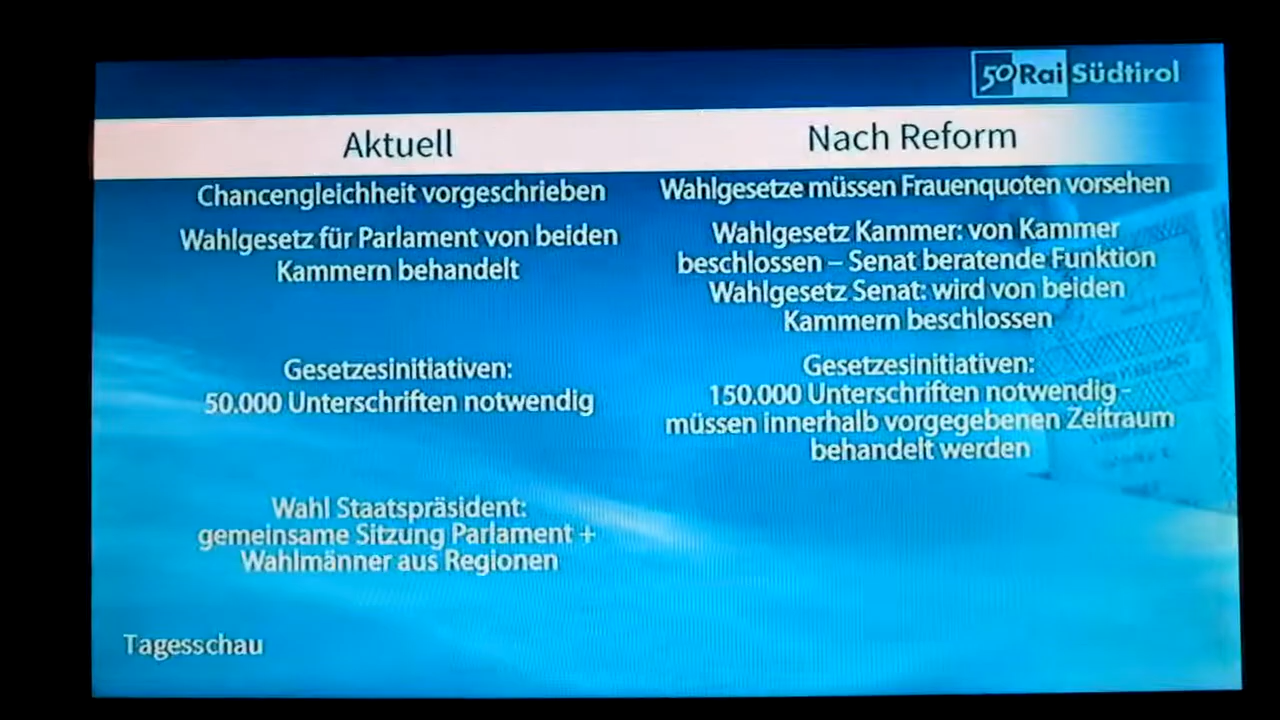 50 Rai Südtirol
Aktuell
Nach Reform
Chancengleichheit vorgeschrieben
Wahlgesetze müssen Frauenquoten vorsehen
Wahlgesetz für Parlament von beiden
Kammern behandelt
Wahlgesetz Kammer: von Kammer
beschlossen – Senat beratende Funktion
Wahlgesetz Senat: wird von beiden
Kammern beschlossen
Gesetzesinitiativen:
50.000 Unterschriften notwendig
Gesetzesinitiativen:
150.000 Unterschriften notwendig -
müssen innerhalb vorgegebenen Zeitraum
behandelt werden
Wahl Staatspräsident:
gemeinsame Sitzung Parlament +
Wahlmänner aus Regionen
Tagesschau